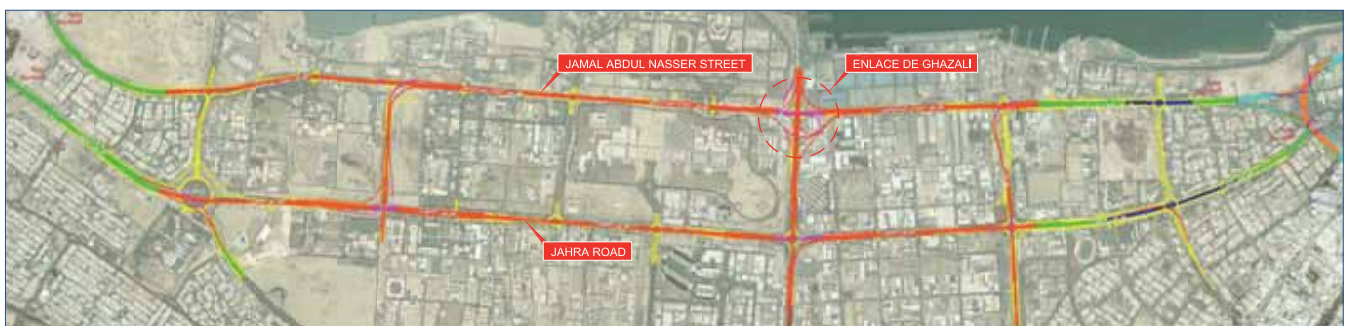 JAMAL ABDUL NASSER STREET
ENLACE DE GHAZALI
JAHRA ROAD